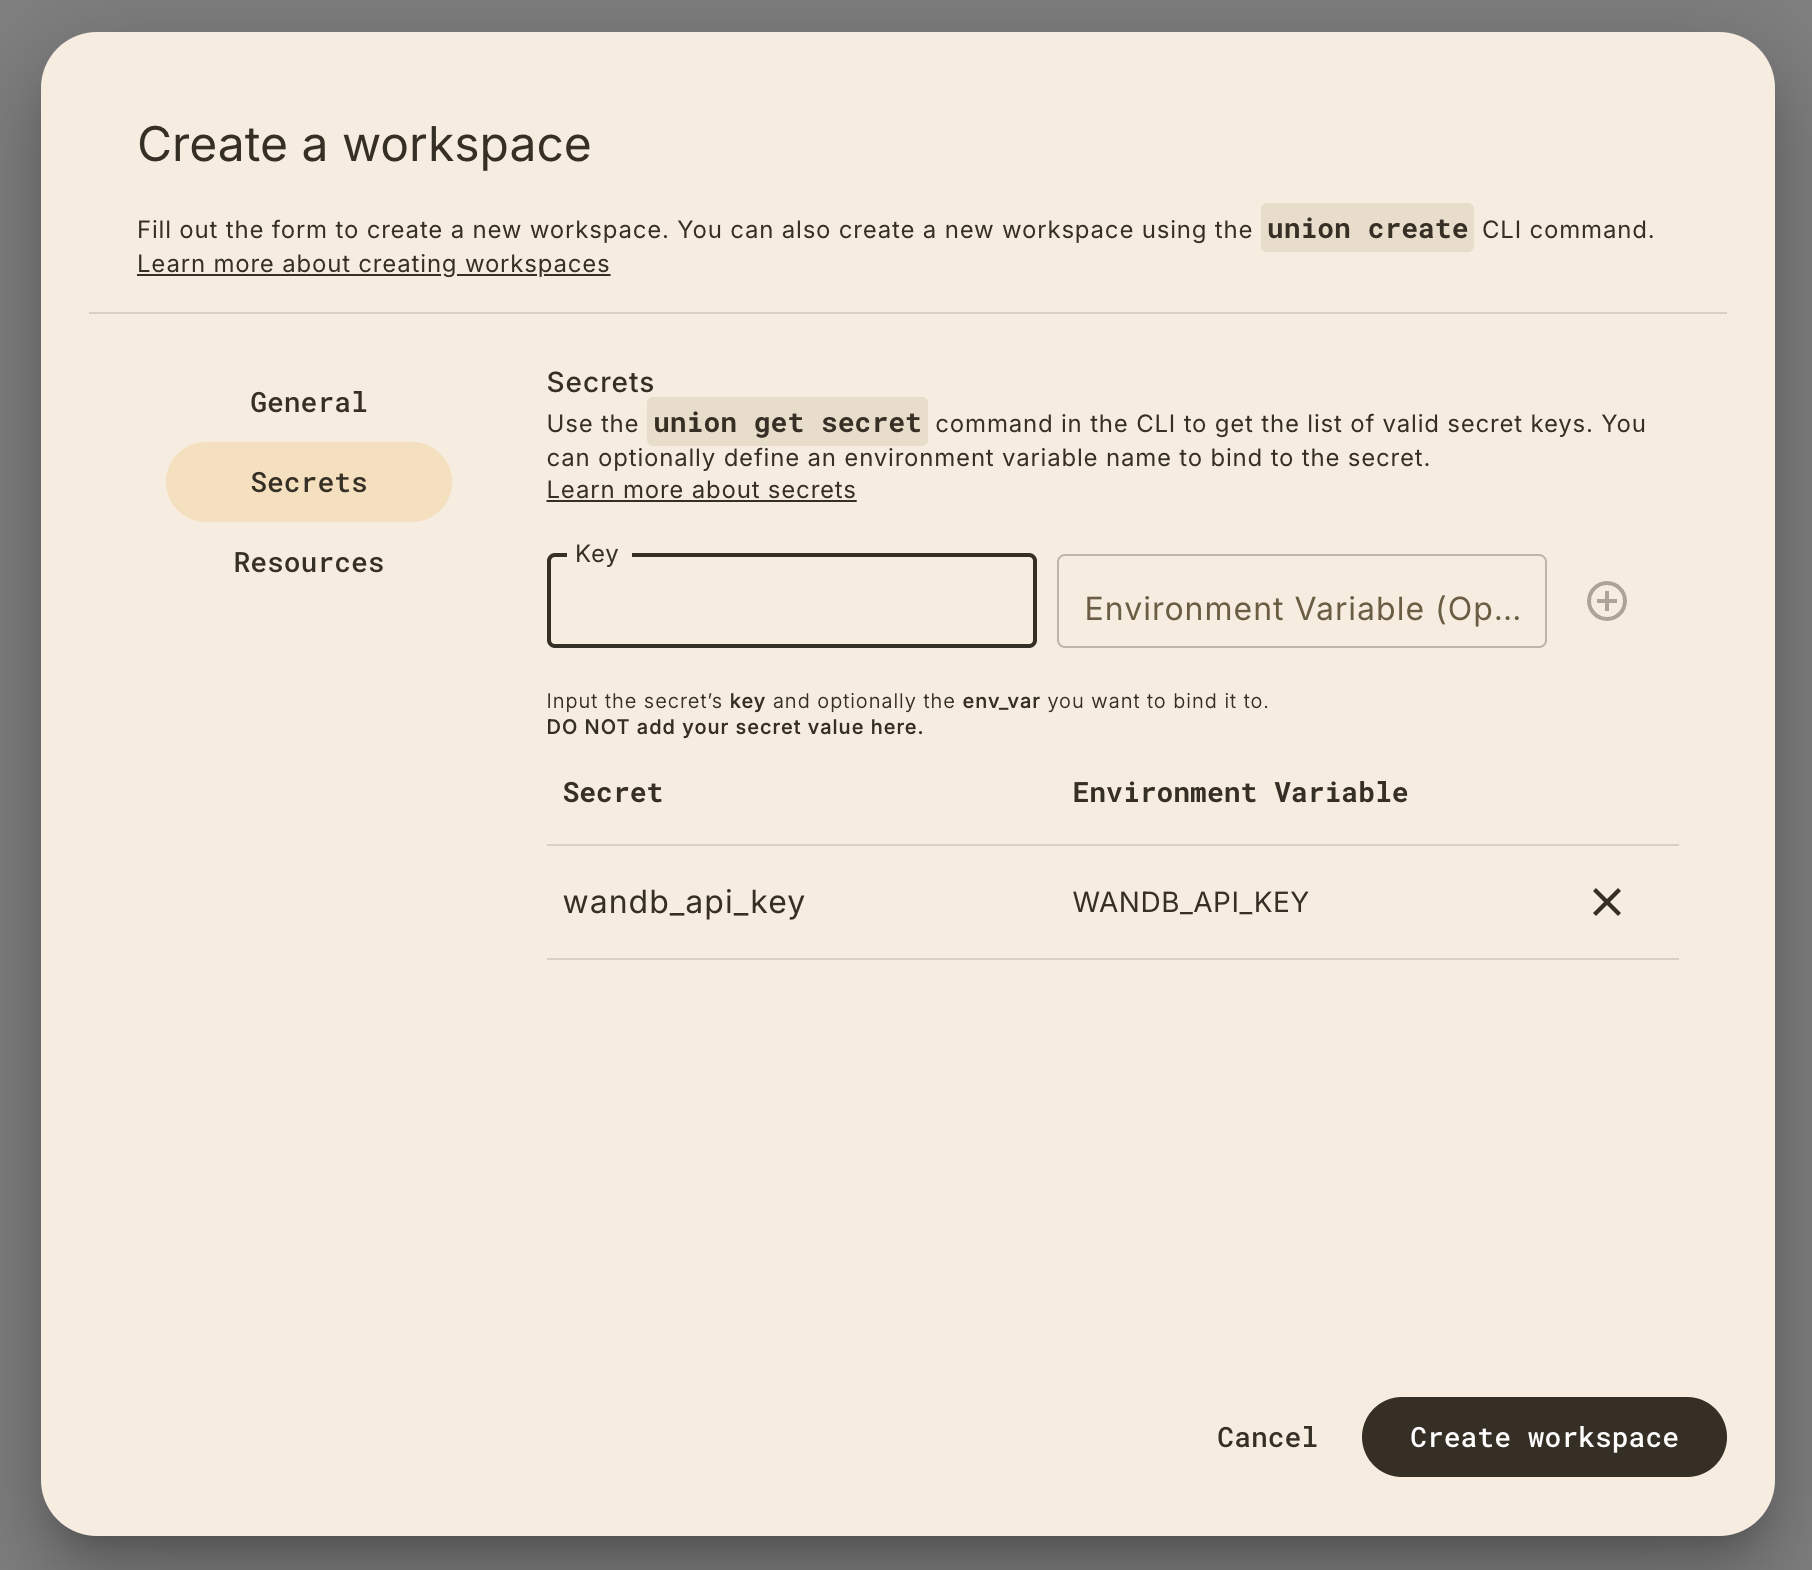 Create a workspace
Fill out the form to create a new workspace. You can also create a new workspace using the union create CLI command.
Learn more about creating workspaces
General
Secrets
Resources
Secrets
Use the union get secret command in the CLI to get the list of valid secret keys. You
can optionally define an environment variable name to bind to the secret.
Learn more about secrets
Key
Environment Variable (Op...
Input the secret’s key and optionally the env_var you want to bind it to.
DO NOT add your secret value here.
Secret Environment Variable
wandb_api_key WANDB_API_KEY
Cancel Create workspace